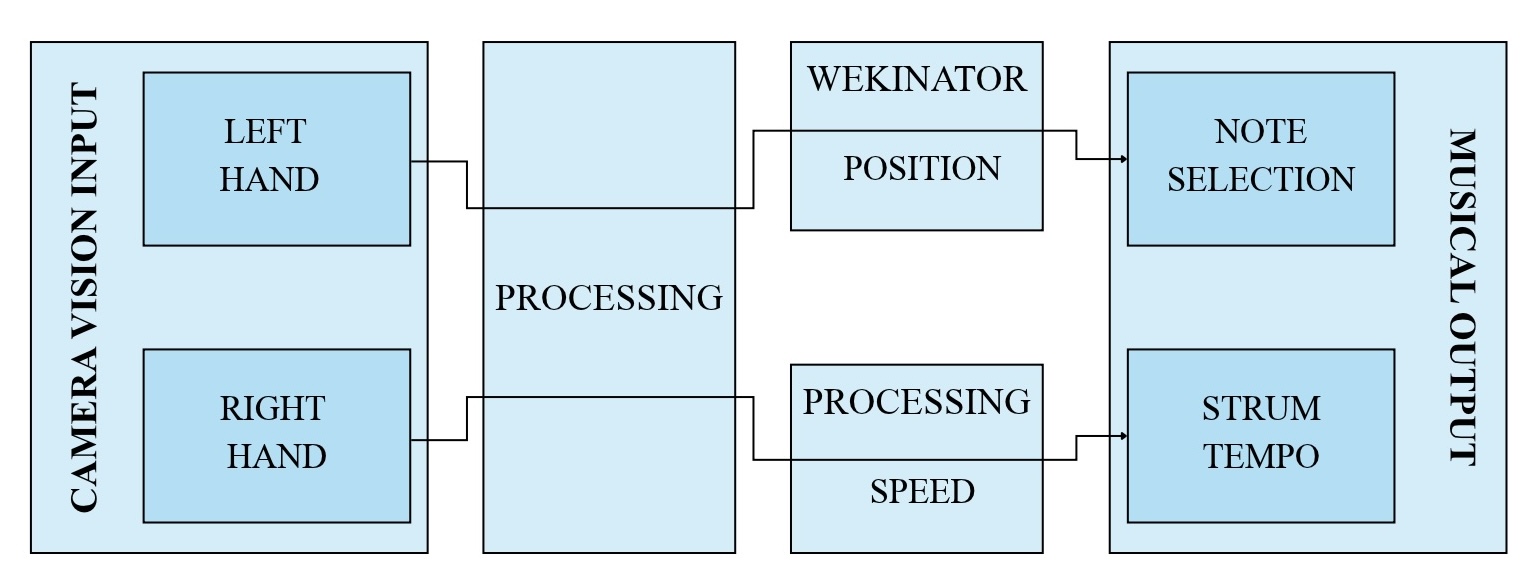 CAMERA VISION INPUT
LEFT
HAND
RIGHT
HAND
PROCESSING
WEKINATOR
POSITION
PROCESSING
SPEED
NOTE
SELECTION
STRUM
TEMPO
MUSICAL OUTPUT